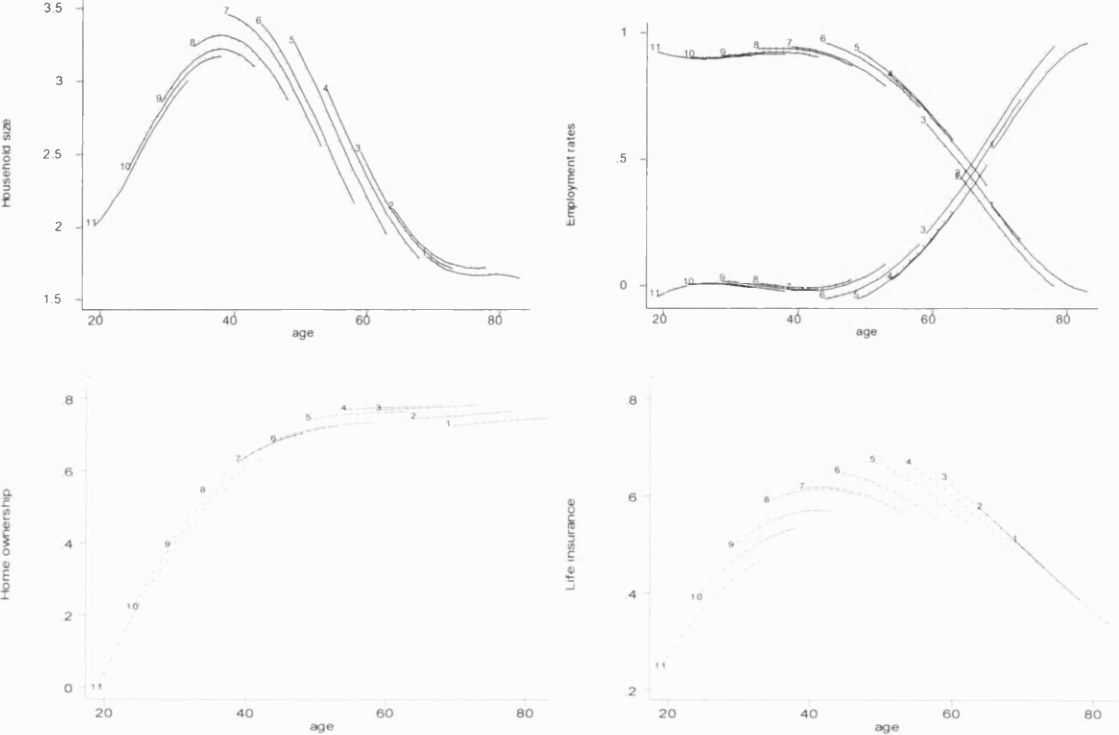 Household size
3.5
3
2.5
2
1.5
20 40 60 80
age
11 10 9 8 7 6 5 4 3 2 1
Employment rates
1
.5
0
20 40 60 80
age
11 10 9 8 7 6 5 4 3
11 10 9 8 7 6 5 4 3
Home ownership
.8
.6
.4
.2
0
20 40 60 80
age
11 10 9 8 7 6 5 4 3 2 1
Life insurance
.8
.6
.4
.2
20 40 60 80
age
11 10 9 8 7 6 5 4 3 2 1